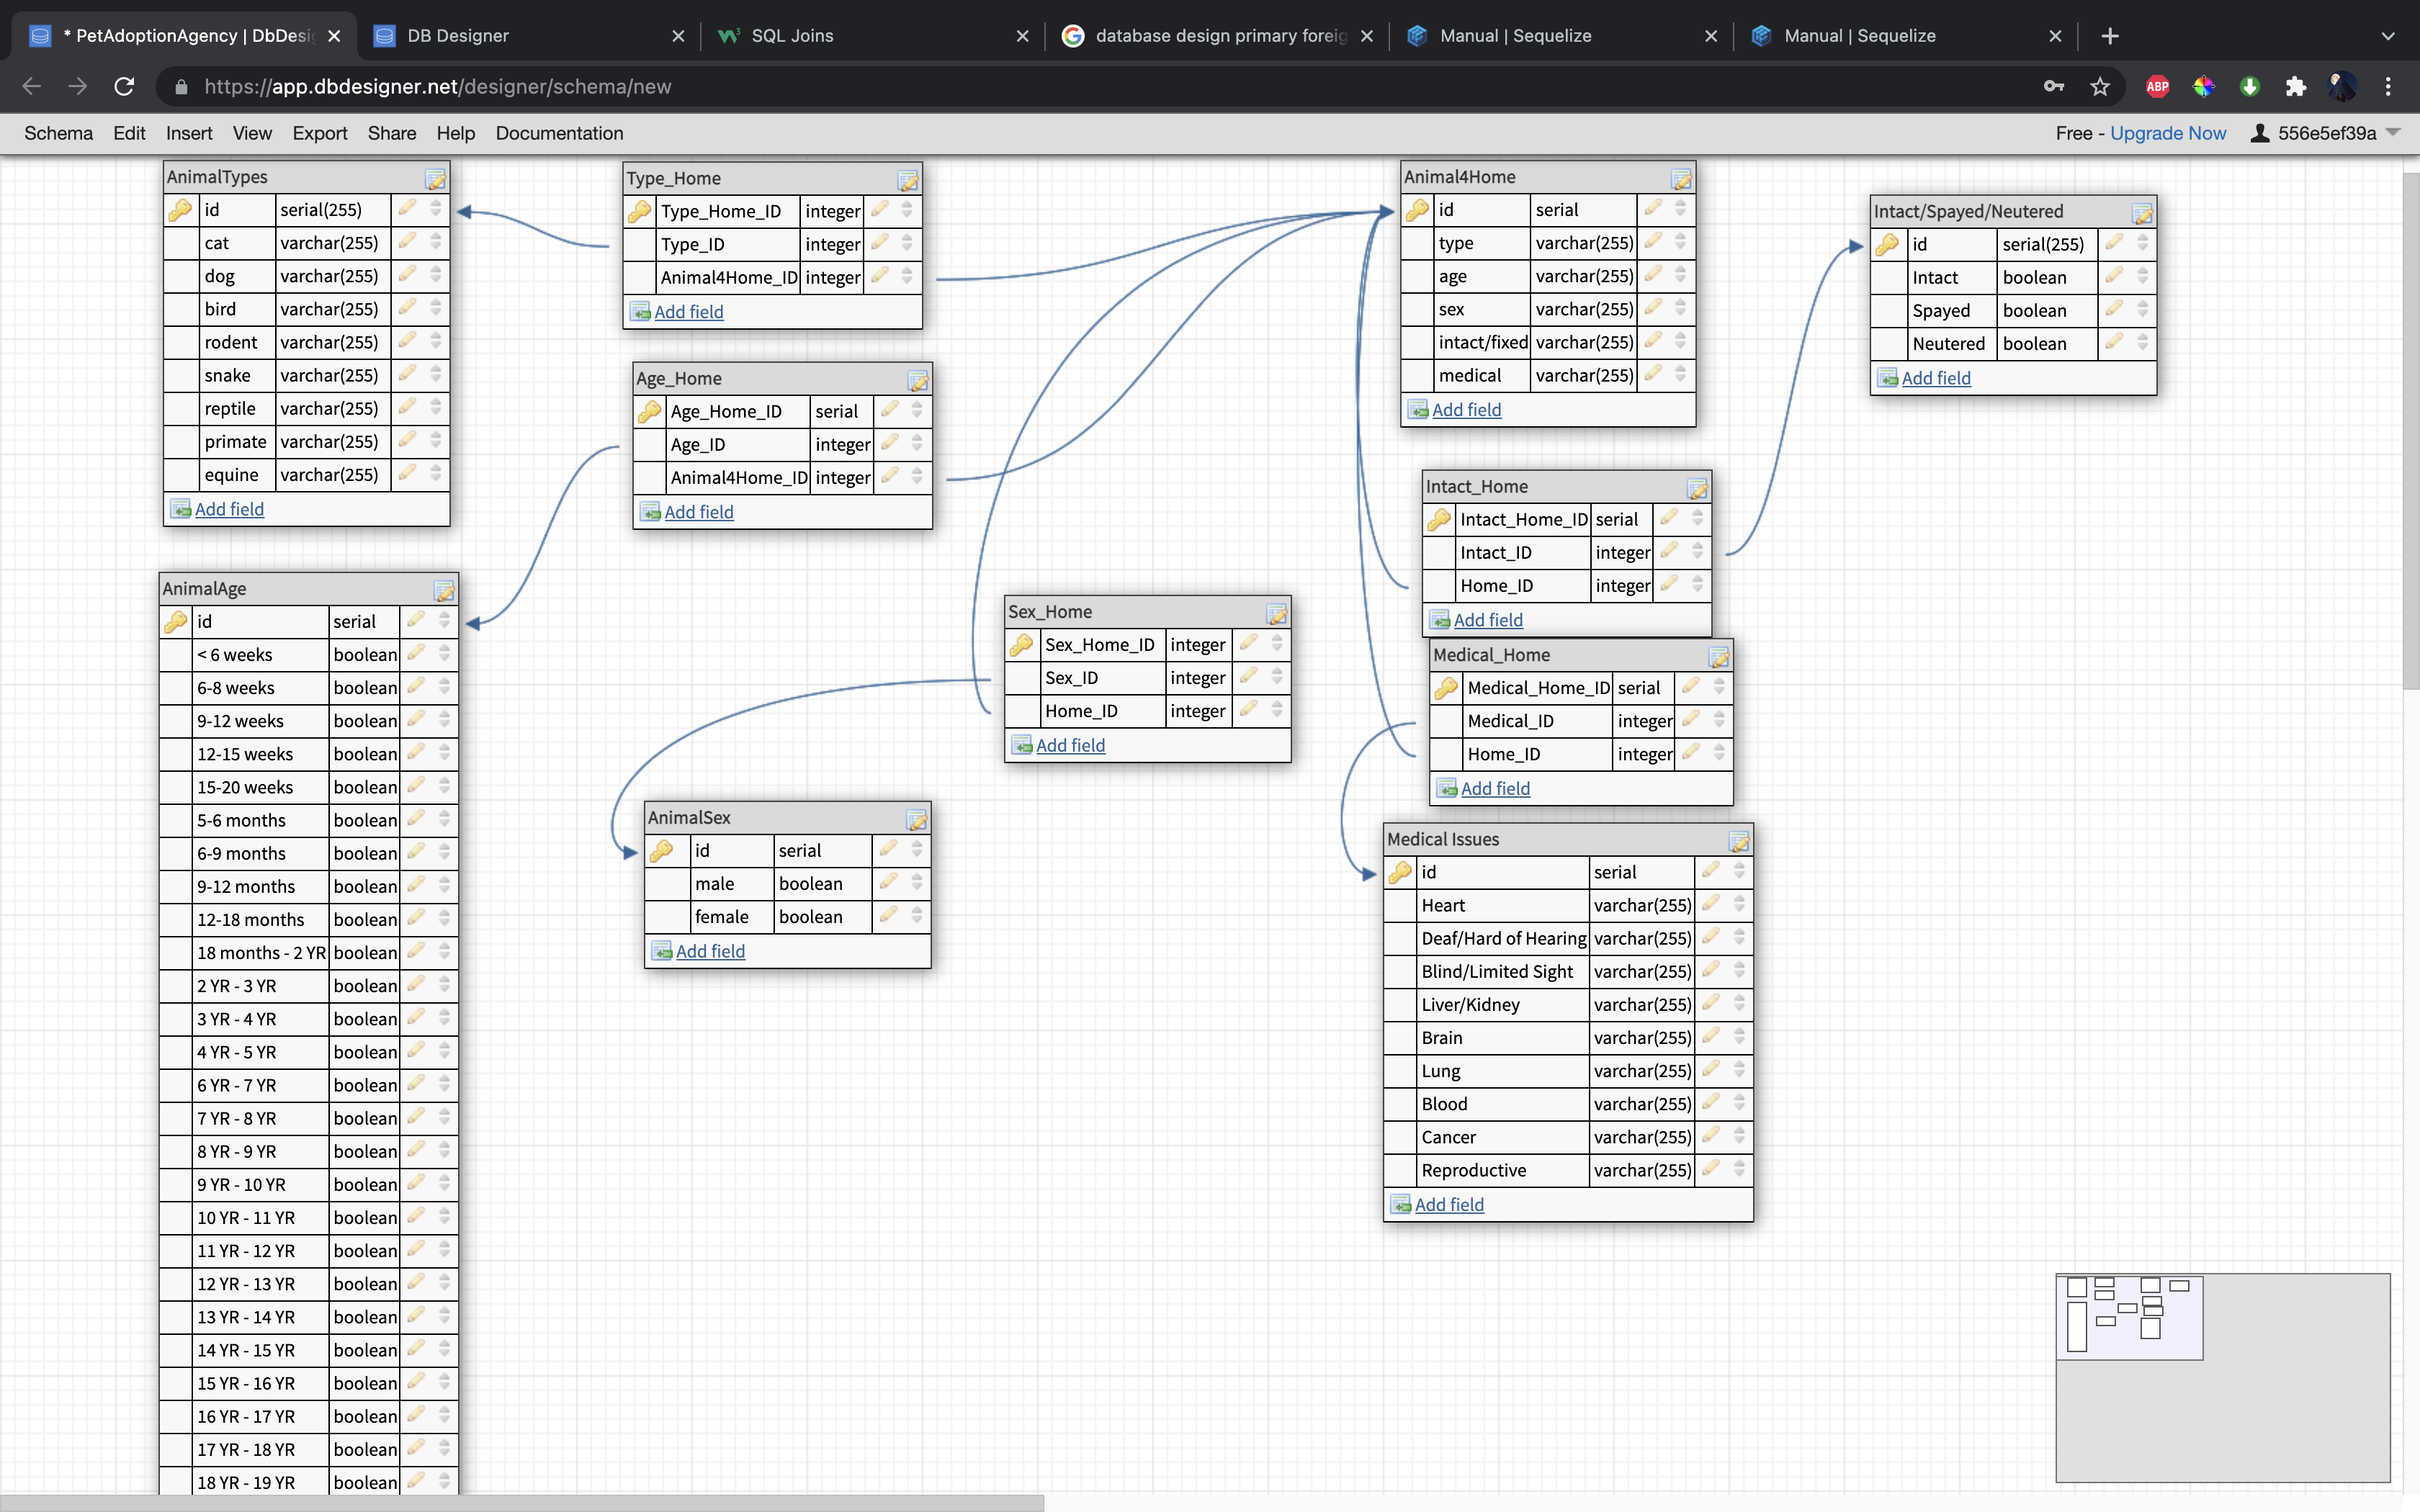 * PetAdoptionAgency | DbDesi
DB Designer
SQL Joins
database design primary foreig
Manual | Sequelize
Manual | Sequelize
https://app.dbdesigner.net/designer/schema/new
ABP
Schema Edit Insert View Export Share Help Documentation
Free - Upgrade Now
556e5ef39a
AnimalTypes
id serial(255)
cat varchar(255)
dog varchar(255)
bird varchar(255)
rodent varchar(255)
snake varchar(255)
reptile varchar(255)
primate varchar(255)
equine varchar(255)
Add field
Type_Home
Type_Home_ID integer
Type_ID integer
Animal4Home_ID integer
Add field
Age_Home
Age_Home_ID serial
Age_ID integer
Animal4Home_ID integer
Add field
Animal4Home
id serial
type varchar(255)
age varchar(255)
sex varchar(255)
intact/fixed varchar(255)
medical varchar(255)
Add field
Intact/Spayed/Neutered
id serial(255)
Intact boolean
Spayed boolean
Neutered boolean
Add field
Intact_Home
Intact_Home_ID serial
Intact_ID integer
Home_ID integer
Add field
Medical_Home
Medical_Home_ID serial
Medical_ID integer
Home_ID integer
Add field
Sex_Home
Sex_Home_ID integer
Sex_ID integer
Home_ID integer
Add field
AnimalSex
id serial
male boolean
female boolean
Add field
Medical Issues
id serial
Heart varchar(255)
Deaf/Hard of Hearing varchar(255)
Blind/Limited Sight varchar(255)
Liver/Kidney varchar(255)
Brain varchar(255)
Lung varchar(255)
Blood varchar(255)
Cancer varchar(255)
Reproductive varchar(255)
Add field
AnimalAge
id serial
< 6 weeks boolean
6-8 weeks boolean
9-12 weeks boolean
12-15 weeks boolean
15-20 weeks boolean
5-6 months boolean
6-9 months boolean
9-12 months boolean
12-18 months boolean
18 months - 2 YR boolean
2 YR - 3 YR boolean
3 YR - 4 YR boolean
4 YR - 5 YR boolean
6 YR - 7 YR boolean
7 YR - 8 YR boolean
8 YR - 9 YR boolean
9 YR - 10 YR boolean
10 YR - 11 YR boolean
11 YR - 12 YR boolean
12 YR - 13 YR boolean
13 YR - 14 YR boolean
14 YR - 15 YR boolean
15 YR - 16 YR boolean
16 YR - 17 YR boolean
17 YR - 18 YR boolean
18 YR - 19 YR boolean